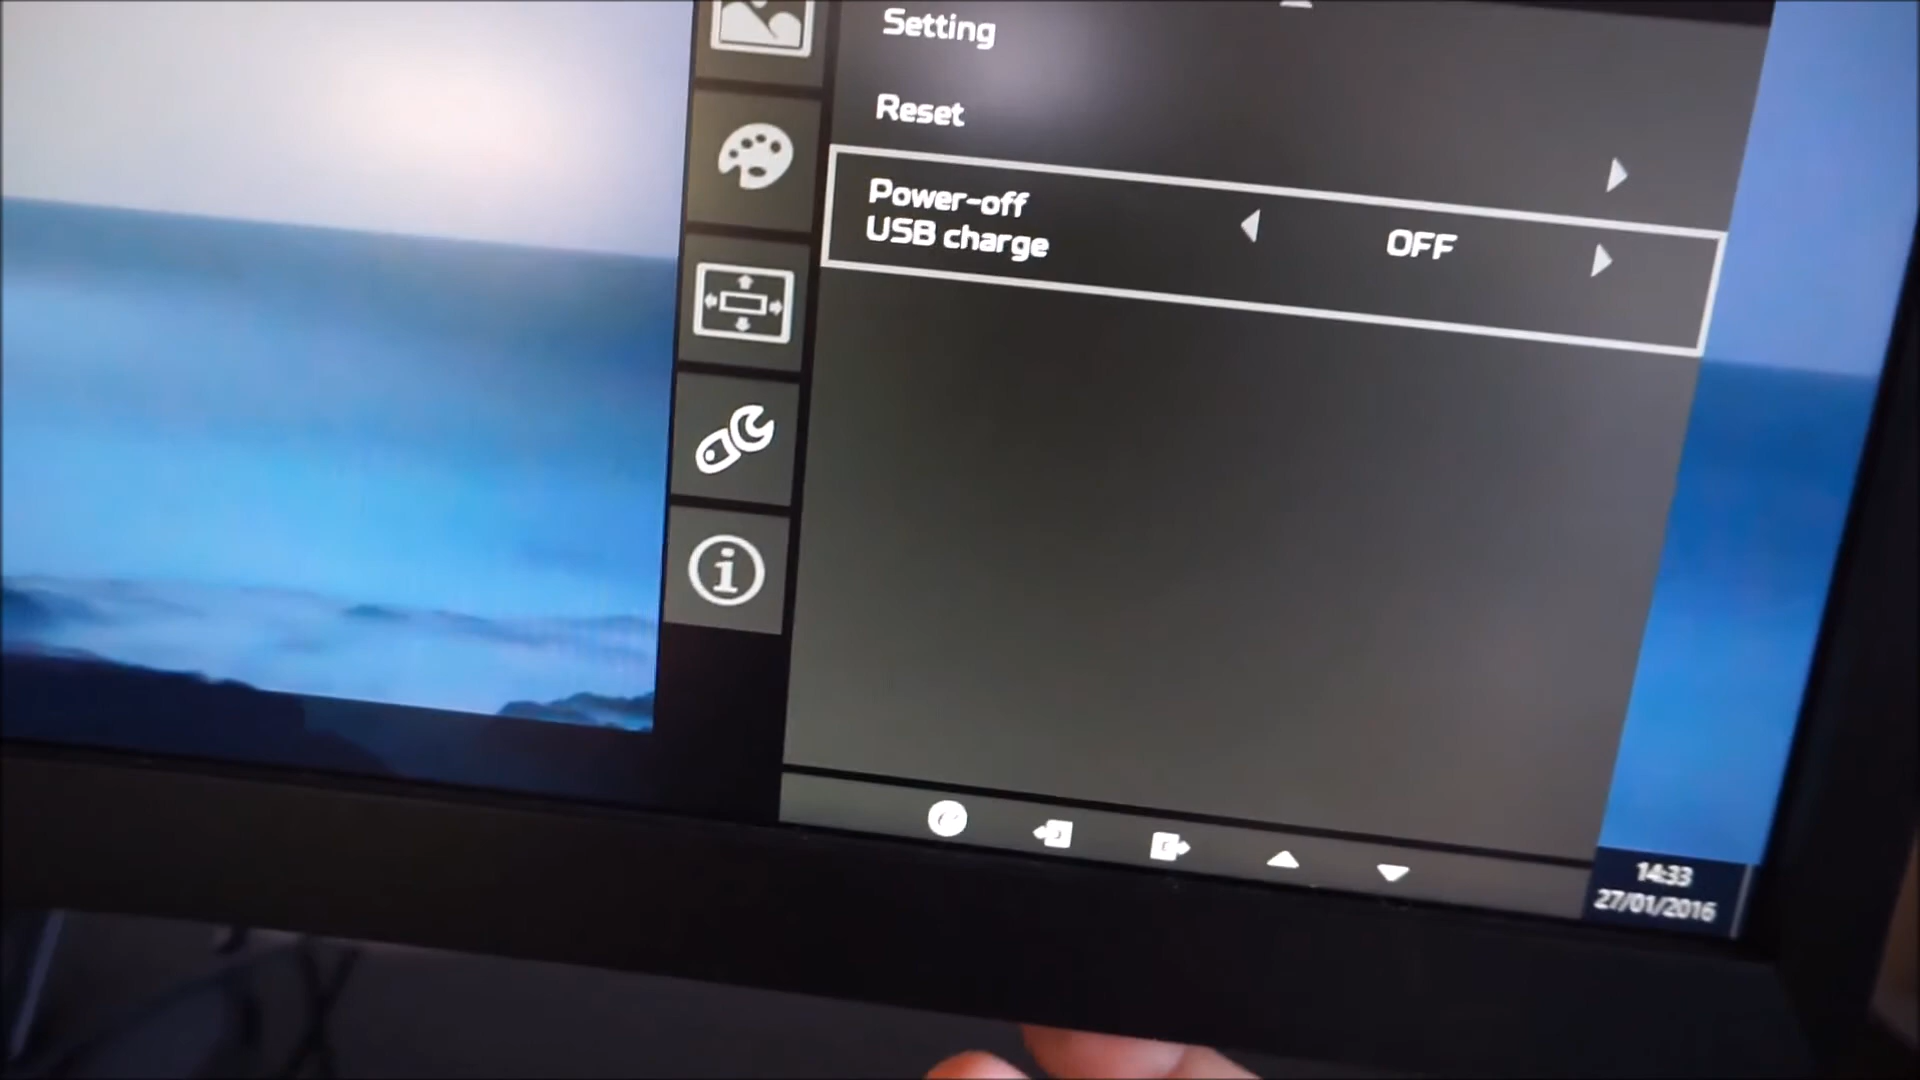 Setting
Reset
Power-off
USB charge
OFF
14:33
27/01/2016